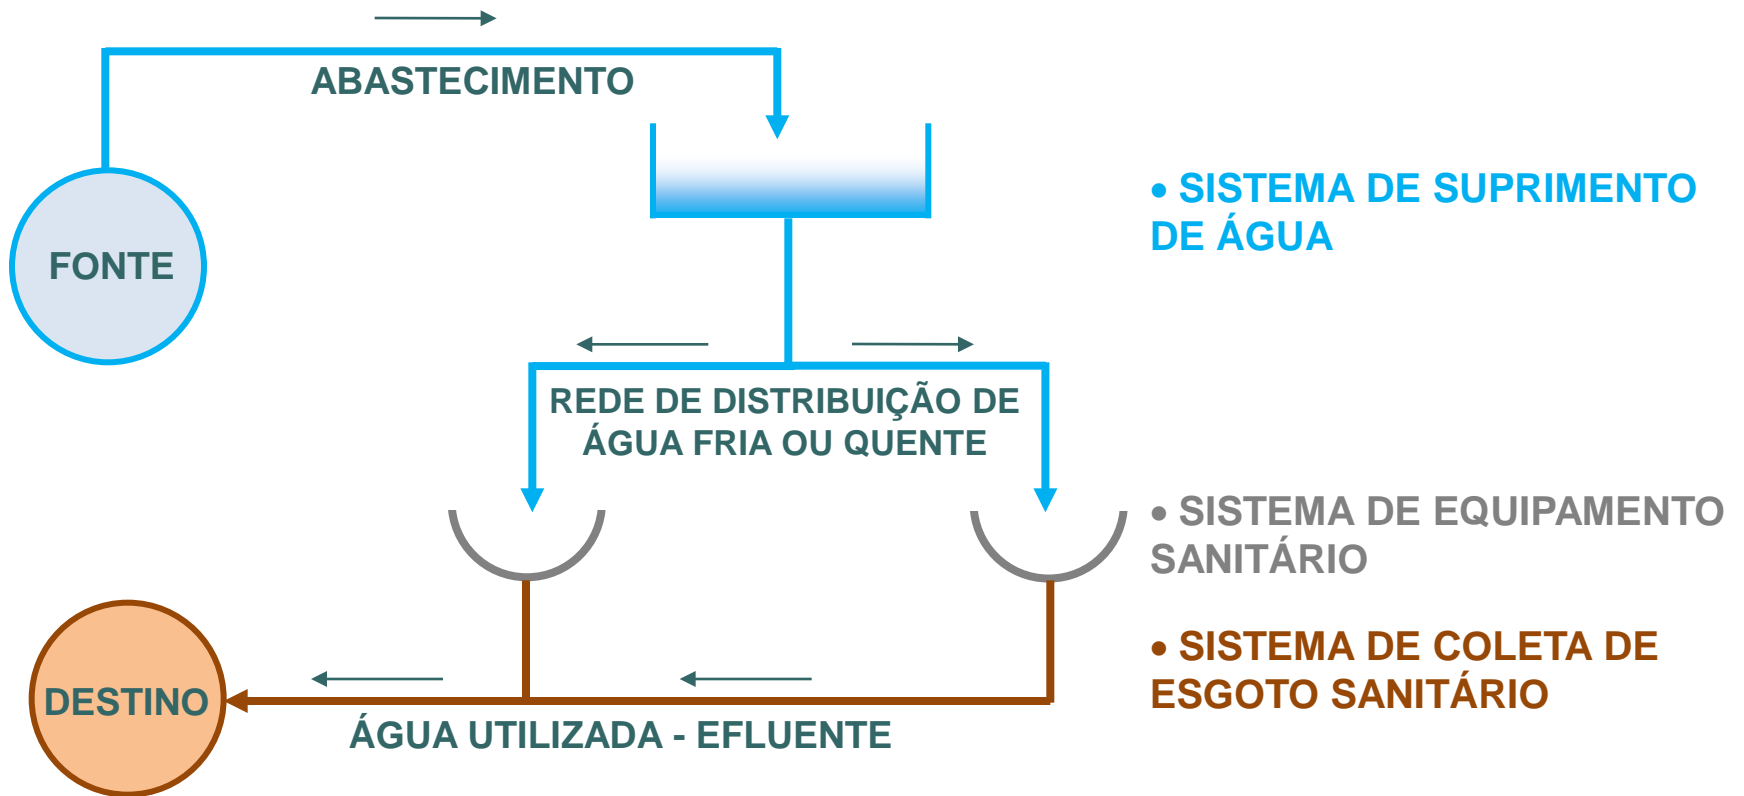 ABASTECIMENTO
• SISTEMA DE SUPRIMENTO
DE ÁGUA
FONTE
REDE DE DISTRIBUIÇÃO DE
ÁGUA FRIA OU QUENTE
• SISTEMA DE EQUIPAMENTO
SANITÁRIO
• SISTEMA DE COLETA DE
ESGOTO SANITÁRIO
DESTINO
ÁGUA UTILIZADA - EFLUENTE